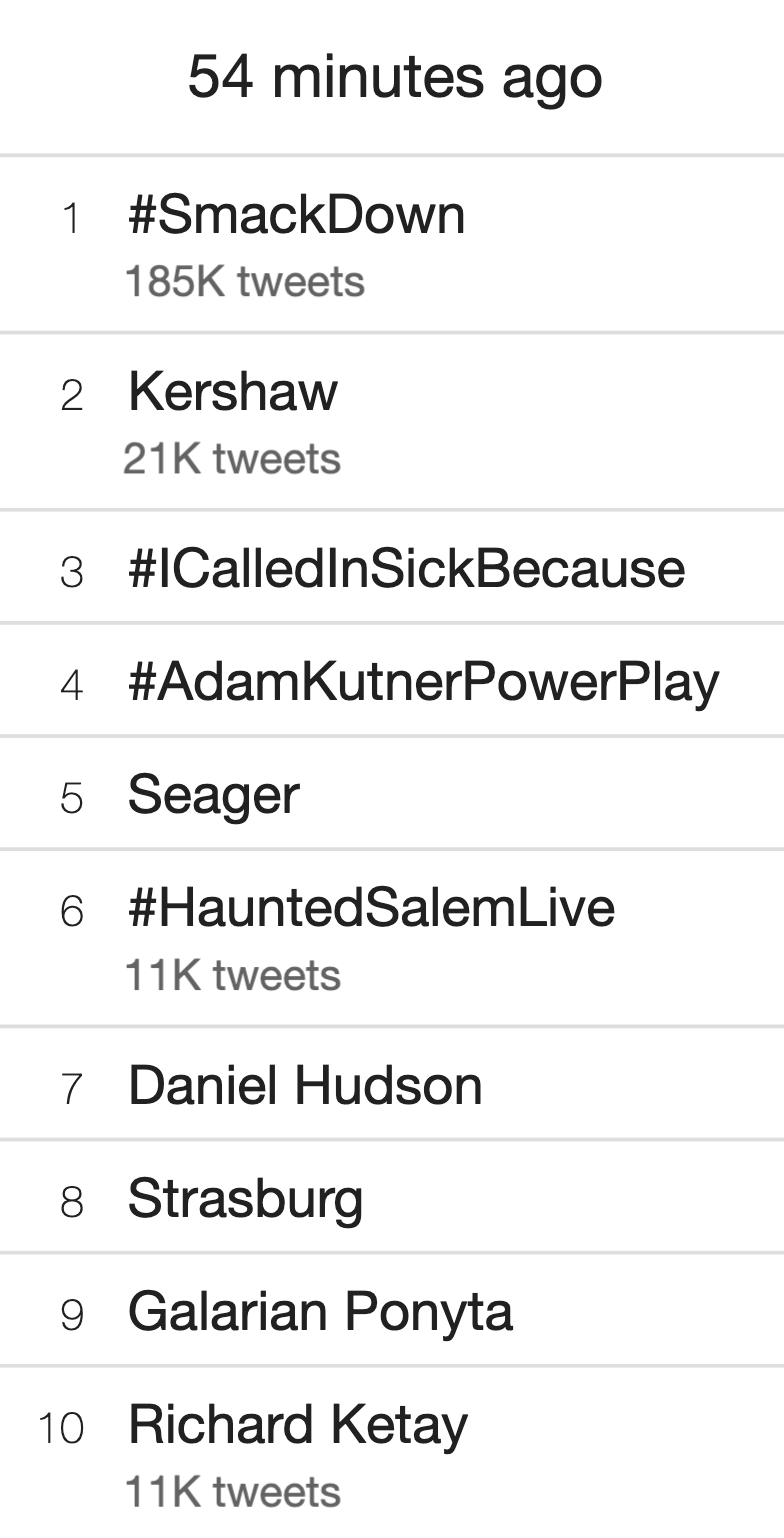 54 minutes ago
1 #SmackDown
185K tweets
2 Kershaw
21K tweets
3 #ICalledInSickBecause
4 #AdamKutnerPowerPlay
5 Seager
6 #HauntedSalemLive
11K tweets
7 Daniel Hudson
8 Strasburg
9 Galarian Ponyta
10 Richard Ketay
11K tweets